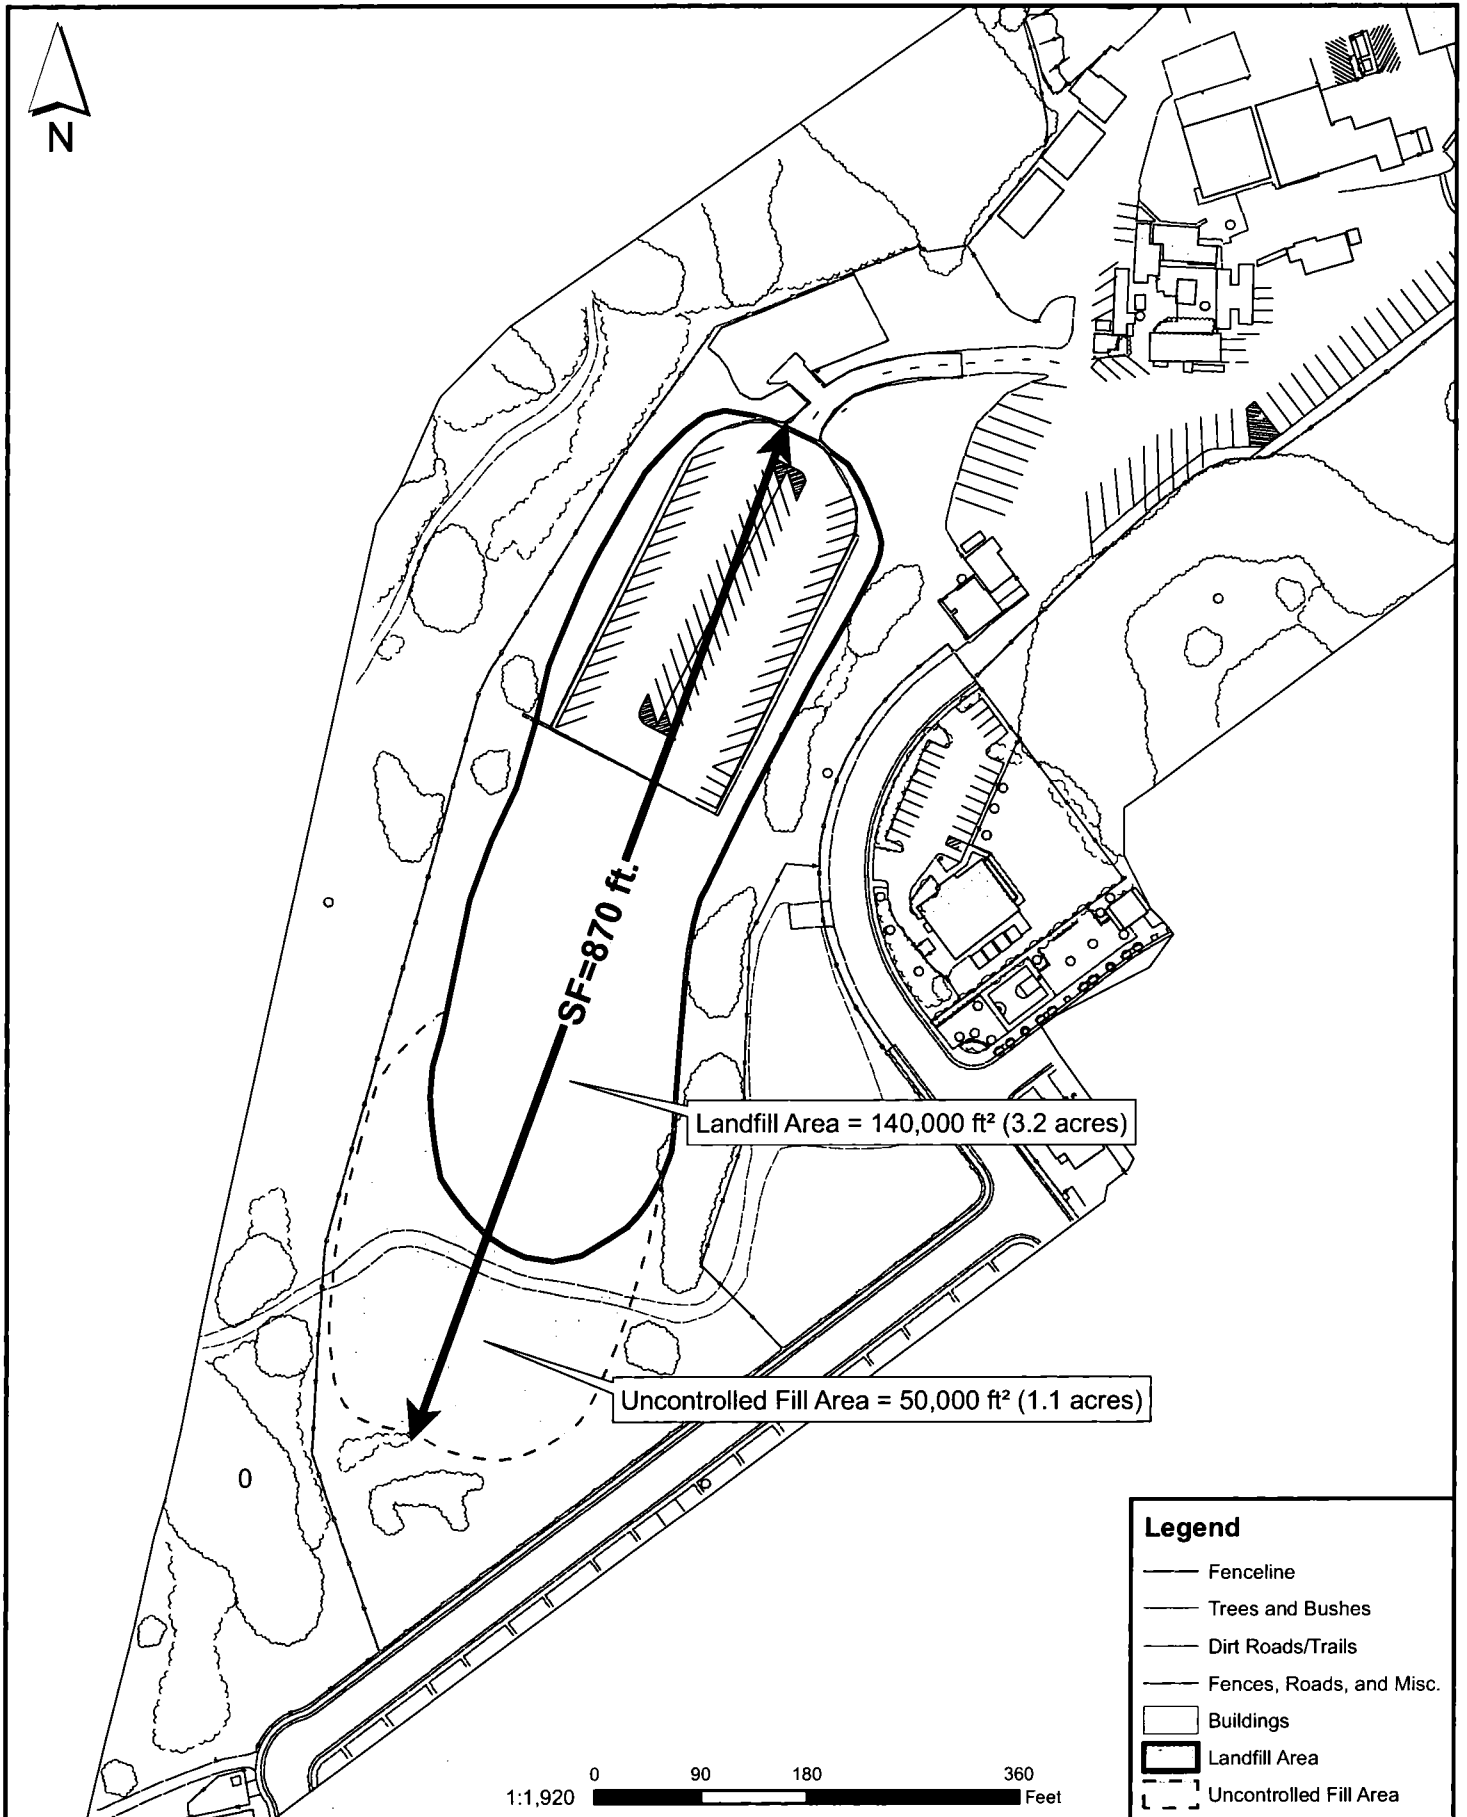 N
SF=870 ft.
Landfill Area = 140,000 ft² (3.2 acres)
Uncontrolled Fill Area = 50,000 ft² (1.1 acres)
0
Legend
Fenceline
Trees and Bushes
Dirt Roads/Trails
Fences, Roads, and Misc.
Buildings
Landfill Area
Uncontrolled Fill Area
0 90 180 360
1:1,920 Feet